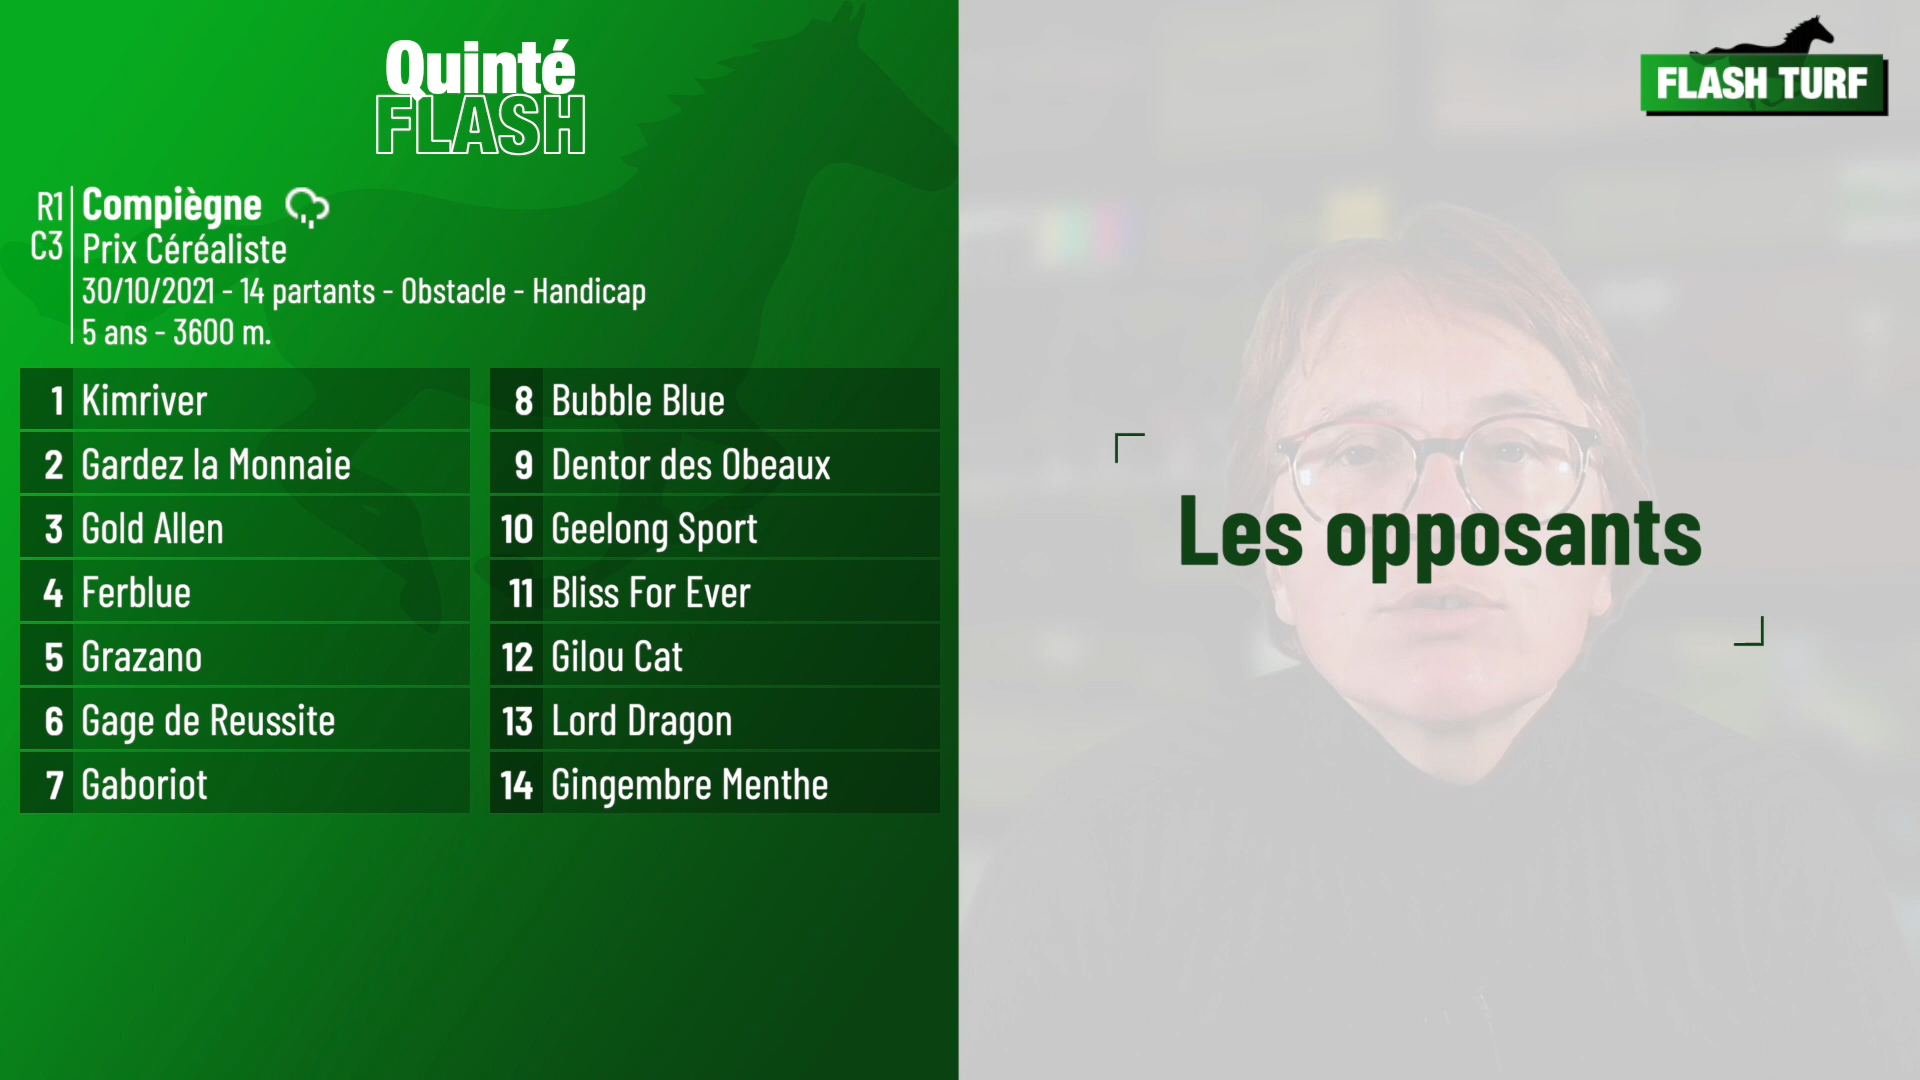 Quinté
FLASH
R1 Compiègne
C3 Prix Céréaliste
30/10/2021 - 14 partants - Obstacle - Handicap
5 ans - 3600 m.
1 Kimriver
2 Gardez la Monnaie
3 Gold Allen
4 Ferblue
5 Grazano
6 Gage de Reussite
7 Gaboriot
8 Bubble Blue
9 Dentor des Obeaux
10 Geelong Sport
11 Bliss For Ever
12 Gilou Cat
13 Lord Dragon
14 Gingembre Menthe
FLASH TURF
Les opposants